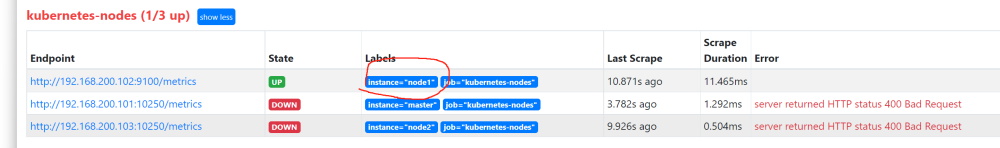 kubernetes-nodes (1/3 up) show less
Endpoint State Labels Last Scrape Scrape Duration Error
http://192.168.200.102:9100/metrics UP instance="node1" job="kubernetes-nodes" 10.871s ago 11.465ms
http://192.168.200.101:10250/metrics DOWN instance="master" job="kubernetes-nodes" 3.782s ago 1.292ms server returned HTTP status 400 Bad Request
http://192.168.200.103:10250/metrics DOWN instance="node2" job="kubernetes-nodes" 9.926s ago 0.504ms server returned HTTP status 400 Bad Request